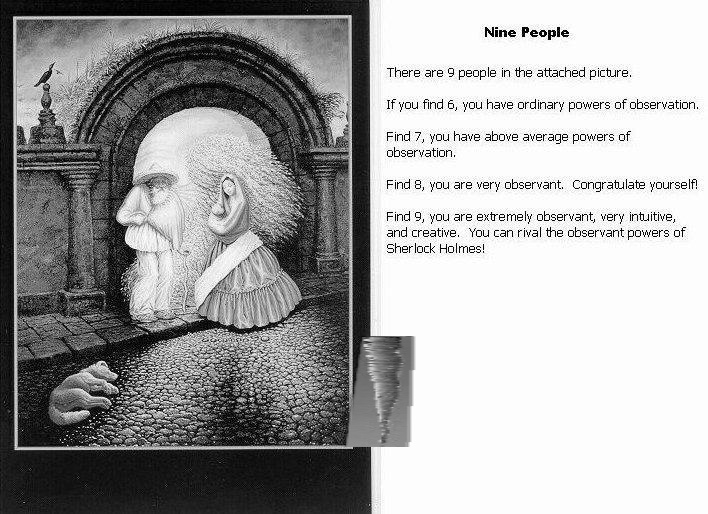 Nine People
There are 9 people in the attached picture.
If you find 6, you have ordinary powers of observation.
Find 7, you have above average powers of
observation.
Find 8, you are very observant.  Congratulate yourself!
Find 9, you are extremely observant, very intuitive,
and creative.  You can rival the observant powers of
Sherlock Holmes!